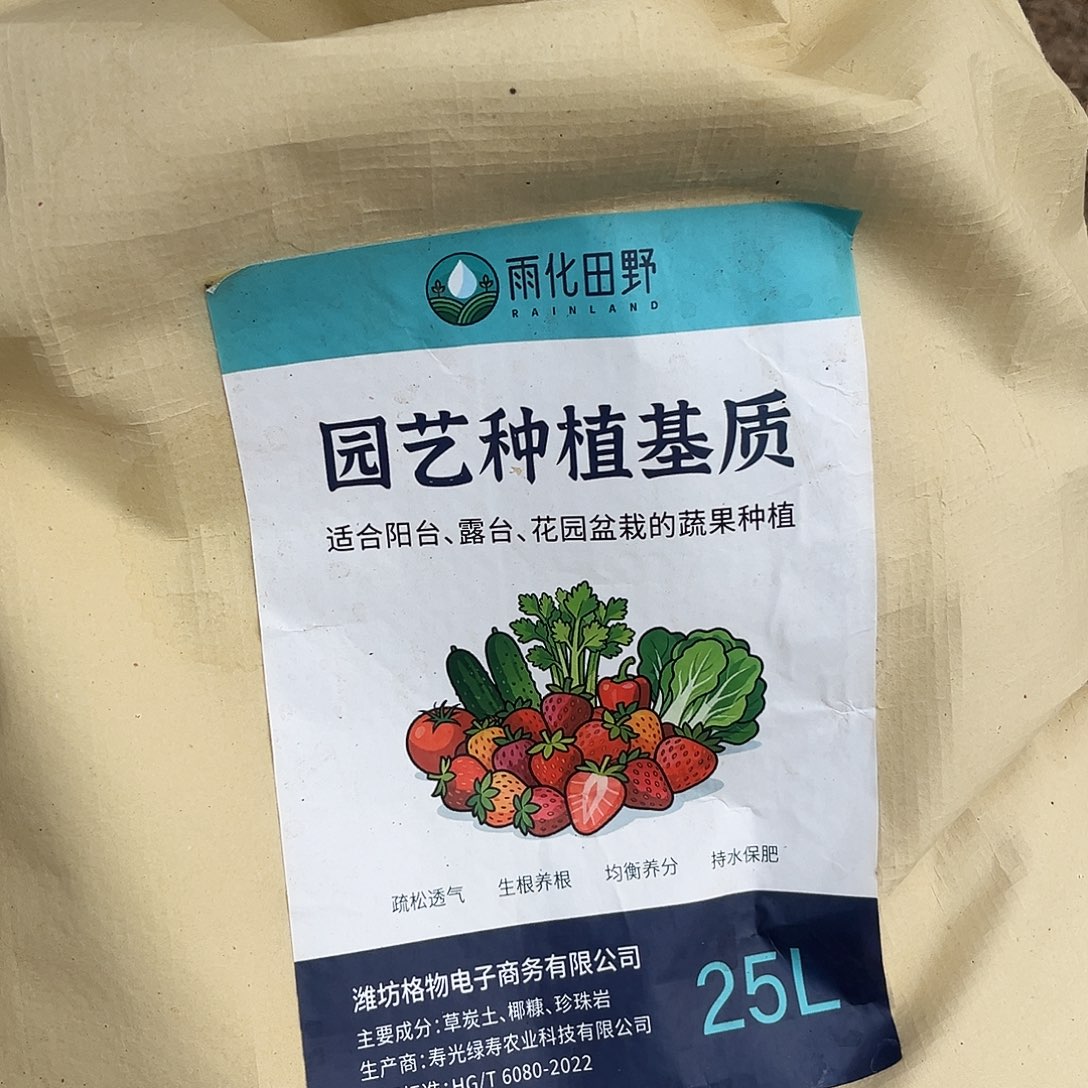 雨化田野
RAINLAND
园艺种植基质
适合阳台、露台、花园盆栽的蔬果种植
疏松透气 生根养根 均衡养分 持水保肥
潍坊格物电子商务有限公司
主要成分:草炭土、椰糠、珍珠岩
25L
生产商:寿光绿寿农业科技有限公司
标准:HG/T 6080-2022